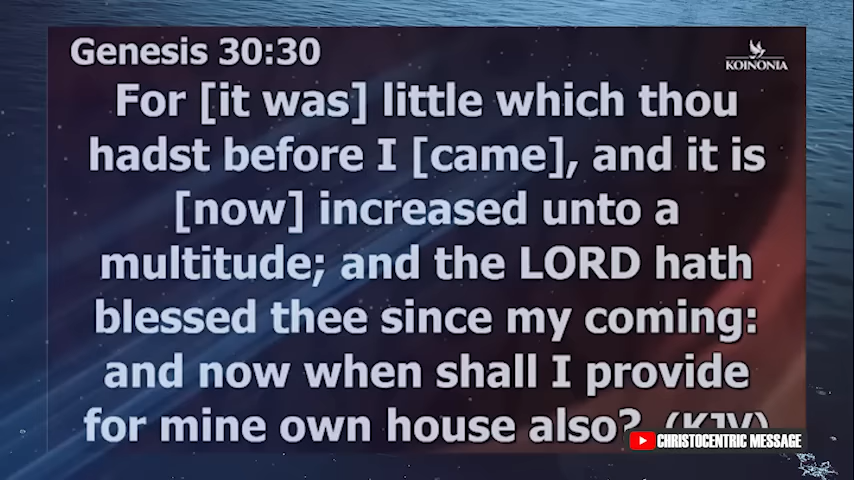 Genesis 30:30
KOINONIA
For [it was] little which thou
hadst before I [came], and it is
[now] increased unto a
multitude; and the LORD hath
blessed thee since my coming:
and now when shall I provide
for mine own house also? (KJV)
CHRISTOCENTRIC MESSAGE